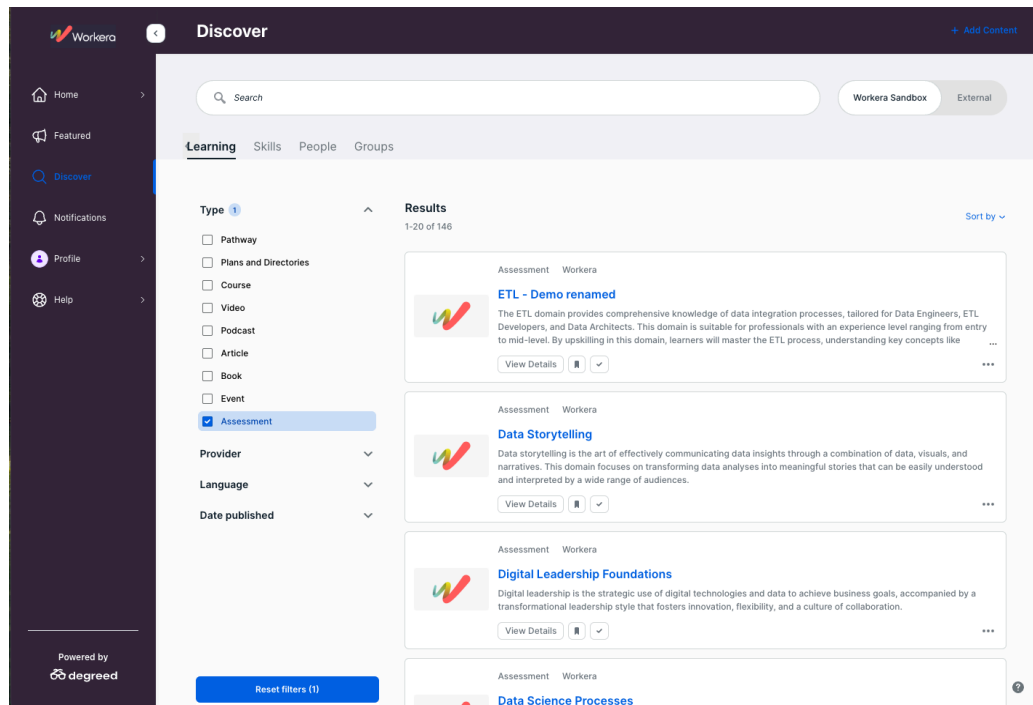 Workera
Discover
+ Add Content
Home
Featured
Discover
Notifications
Profile
Help
Powered by
degreed
Search
Workera Sandbox
External
Learning
Skills
People
Groups
Type 1
Pathway
Plans and Directories
Course
Video
Podcast
Article
Book
Event
Assessment
Provider
Language
Date published
Reset filters (1)
Results
1-20 of 146
Sort by
Assessment Workera
ETL - Demo renamed
The ETL domain provides comprehensive knowledge of data integration processes, tailored for Data Engineers, ETL
Developers, and Data Architects. This domain is suitable for professionals with an experience level ranging from entry
to mid-level. By upskilling in this domain, learners will master the ETL process, understanding key concepts like ...
View Details
Assessment Workera
Data Storytelling
Data storytelling is the art of effectively communicating data insights through a combination of data, visuals, and
narratives. This domain focuses on transforming data analyses into meaningful stories that can be easily understood
and interpreted by a wide range of audiences.
View Details
Assessment Workera
Digital Leadership Foundations
Digital leadership is the strategic use of digital technologies and data to achieve business goals, accompanied by a
transformational leadership style that fosters innovation, flexibility, and a culture of collaboration.
View Details
Assessment Workera
Data Science Processes
?